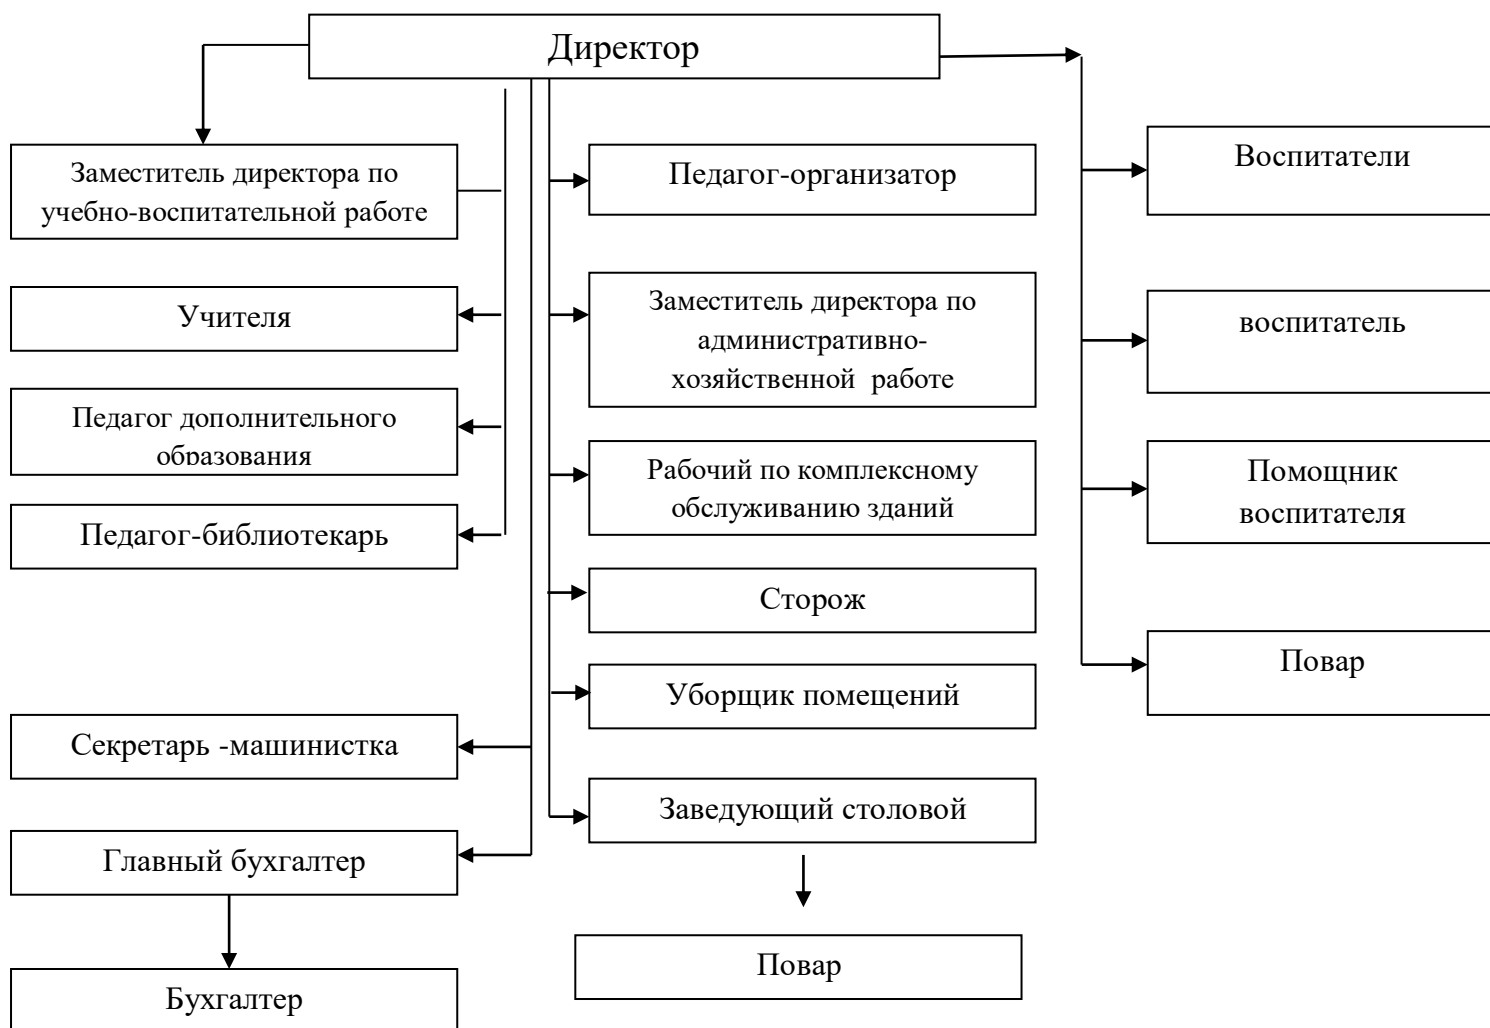 Директор
Заместитель директора по
учебно-воспитательной работе
Учителя
Педагог дополнительного
образования
Педагог-библиотекарь
Секретарь -машинистка
Главный бухгалтер
Бухгалтер
Педагог-организатор
Заместитель директора по
административно-
хозяйственной  работе
Рабочий по комплексному
обслуживанию зданий
Сторож
Уборщик помещений
Заведующий столовой
Повар
Воспитатели
воспитатель
Помощник
воспитателя
Повар